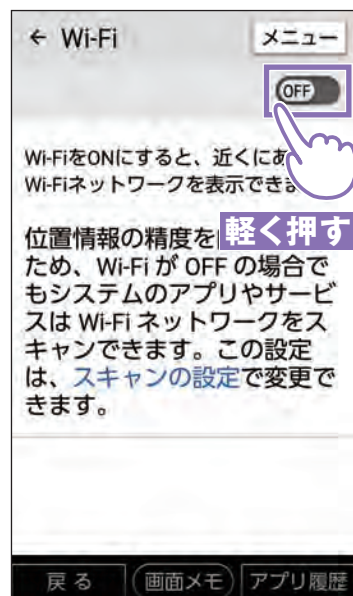 ← Wi-Fi メニュー
OFF
Wi-FiをONにすると、近くにあ
Wi-Fiネットワークを表示でき
軽く押す
位置情報の精度を
ため、Wi-Fi が OFF の場合で
もシステムのアプリやサービ
スは Wi-Fi ネットワークをス
キャンできます。この設定
は、スキャンの設定で変更で
きます。
戻る 画面メモ アプリ履歴